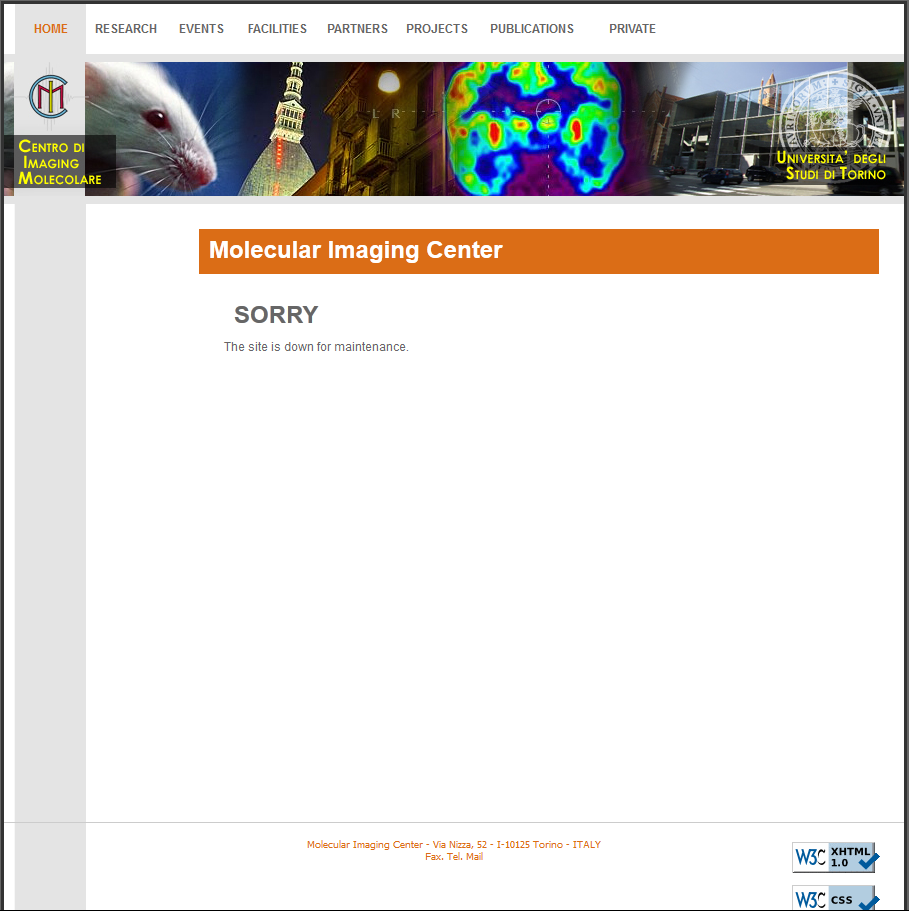 HOME RESEARCH EVENTS FACILITIES PARTNERS PROJECTS PUBLICATIONS PRIVATE
CENTRO DI
IMAGING
MOLECOLARE
L R
UNIVERSITA' DEGLI
STUDI DI TORINO
Molecular Imaging Center
SORRY
The site is down for maintenance.
Molecular Imaging Center - Via Nizza, 52 - I-10125 Torino - ITALY
Fax. Tel. Mail
W3C XHTML
1.0
W3C CSS